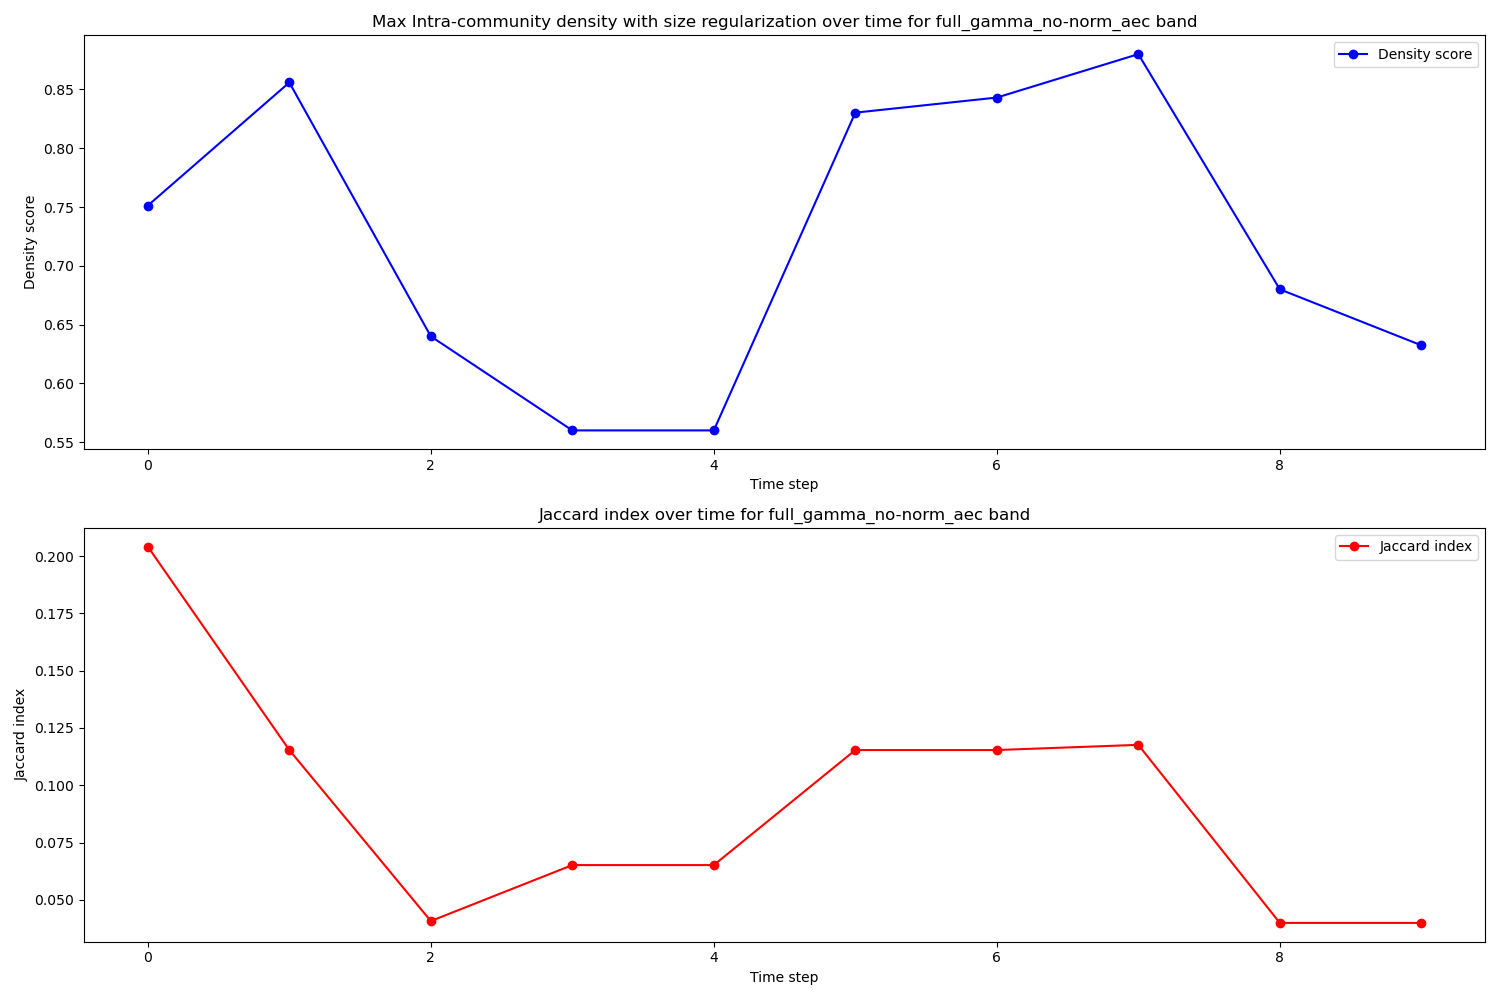 Max Intra-community density with size regularization over time for full_gamma_no-norm_aec band
Density score
0.85
0.80
0.75
0.70
0.65
0.60
0.55
Density score
0 2 4 6 8
Time step
Jaccard index over time for full_gamma_no-norm_aec band
Jaccard index
0.200
0.175
0.150
0.125
0.100
0.075
0.050
Jaccard index
0 2 4 6 8
Time step